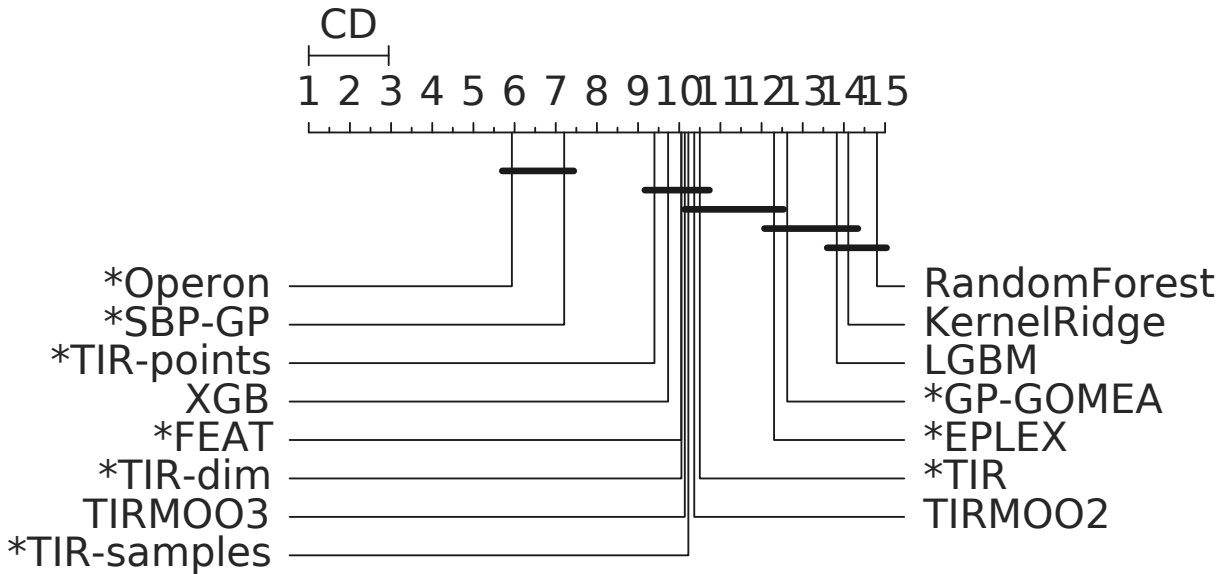 CD
1 2 3 4 5 6 7 8 9 10 11 12 13 14 15
*Operon
*SBP-GP
*TIR-points
XGB
*FEAT
*TIR-dim
TIRMOO3
*TIR-samples
RandomForest
KernelRidge
LGBM
*GP-GOMEA
*EPLEX
*TIR
TIRMOO2